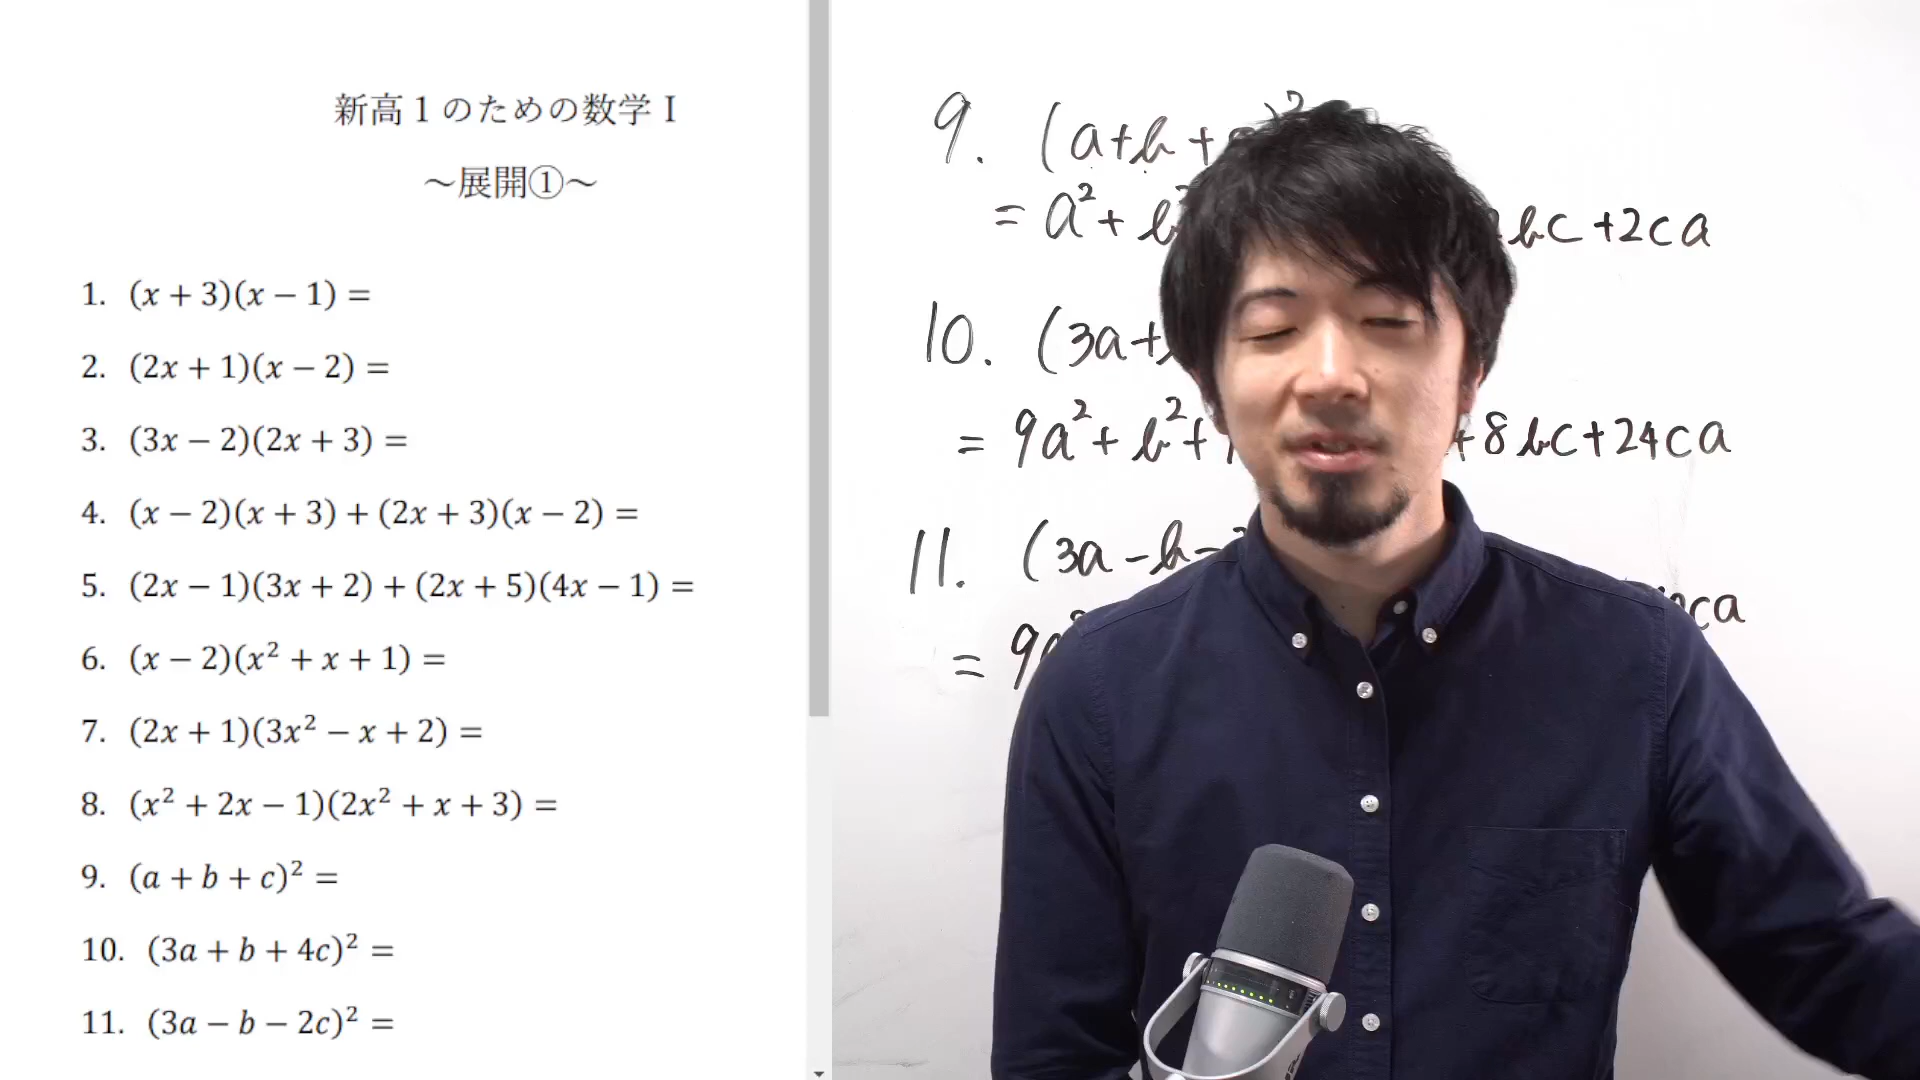 新高1のための数学Ⅰ
～展開①～
1. (x + 3)(x − 1) =
2. (2x + 1)(x − 2) =
3. (3x − 2)(2x + 3) =
4. (x − 2)(x + 3) + (2x + 3)(x − 2) =
5. (2x − 1)(3x + 2) + (2x + 5)(4x − 1) =
6. (x − 2)(x² + x + 1) =
7. (2x + 1)(3x² − x + 2) =
8. (x² + 2x − 1)(2x² + x + 3) =
9. (a + b + c)² =
10. (3a + b + 4c)² =
11. (3a − b − 2c)² =
9. (a+b+ )²
= a²+ b² bc+2ca
10. (3a+
= 9a²+ b²+ +8bc+24ca
11. (3a-b-
ca
= 9a